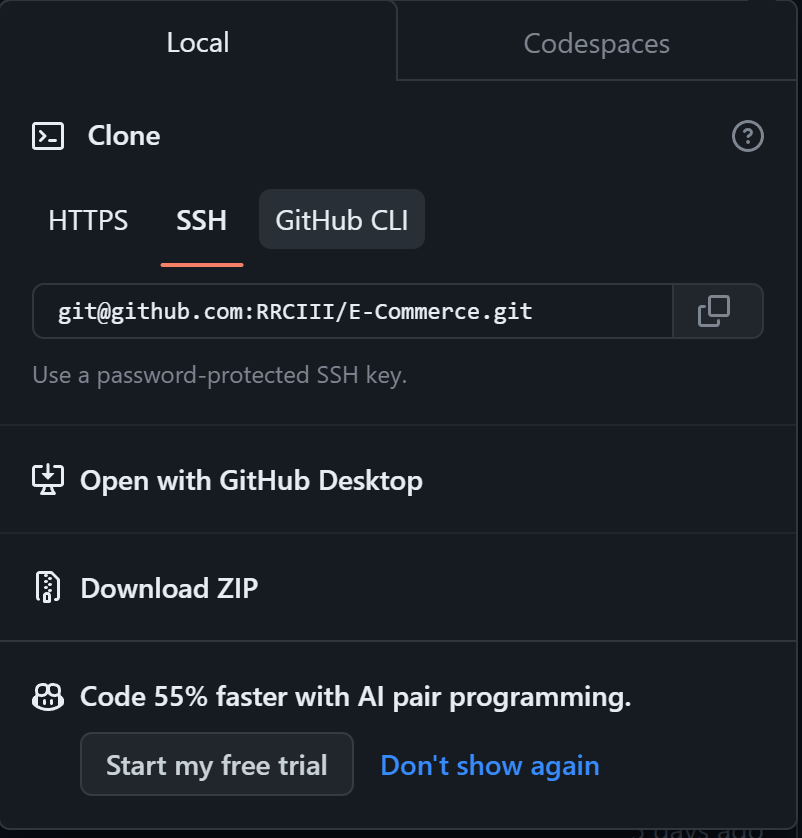 Local
Codespaces
Clone
HTTPS
SSH
GitHub CLI
git@github.com:RRCIII/E-Commerce.git
Use a password-protected SSH key.
Open with GitHub Desktop
Download ZIP
Code 55% faster with AI pair programming.
Start my free trial
Don't show again
days ago